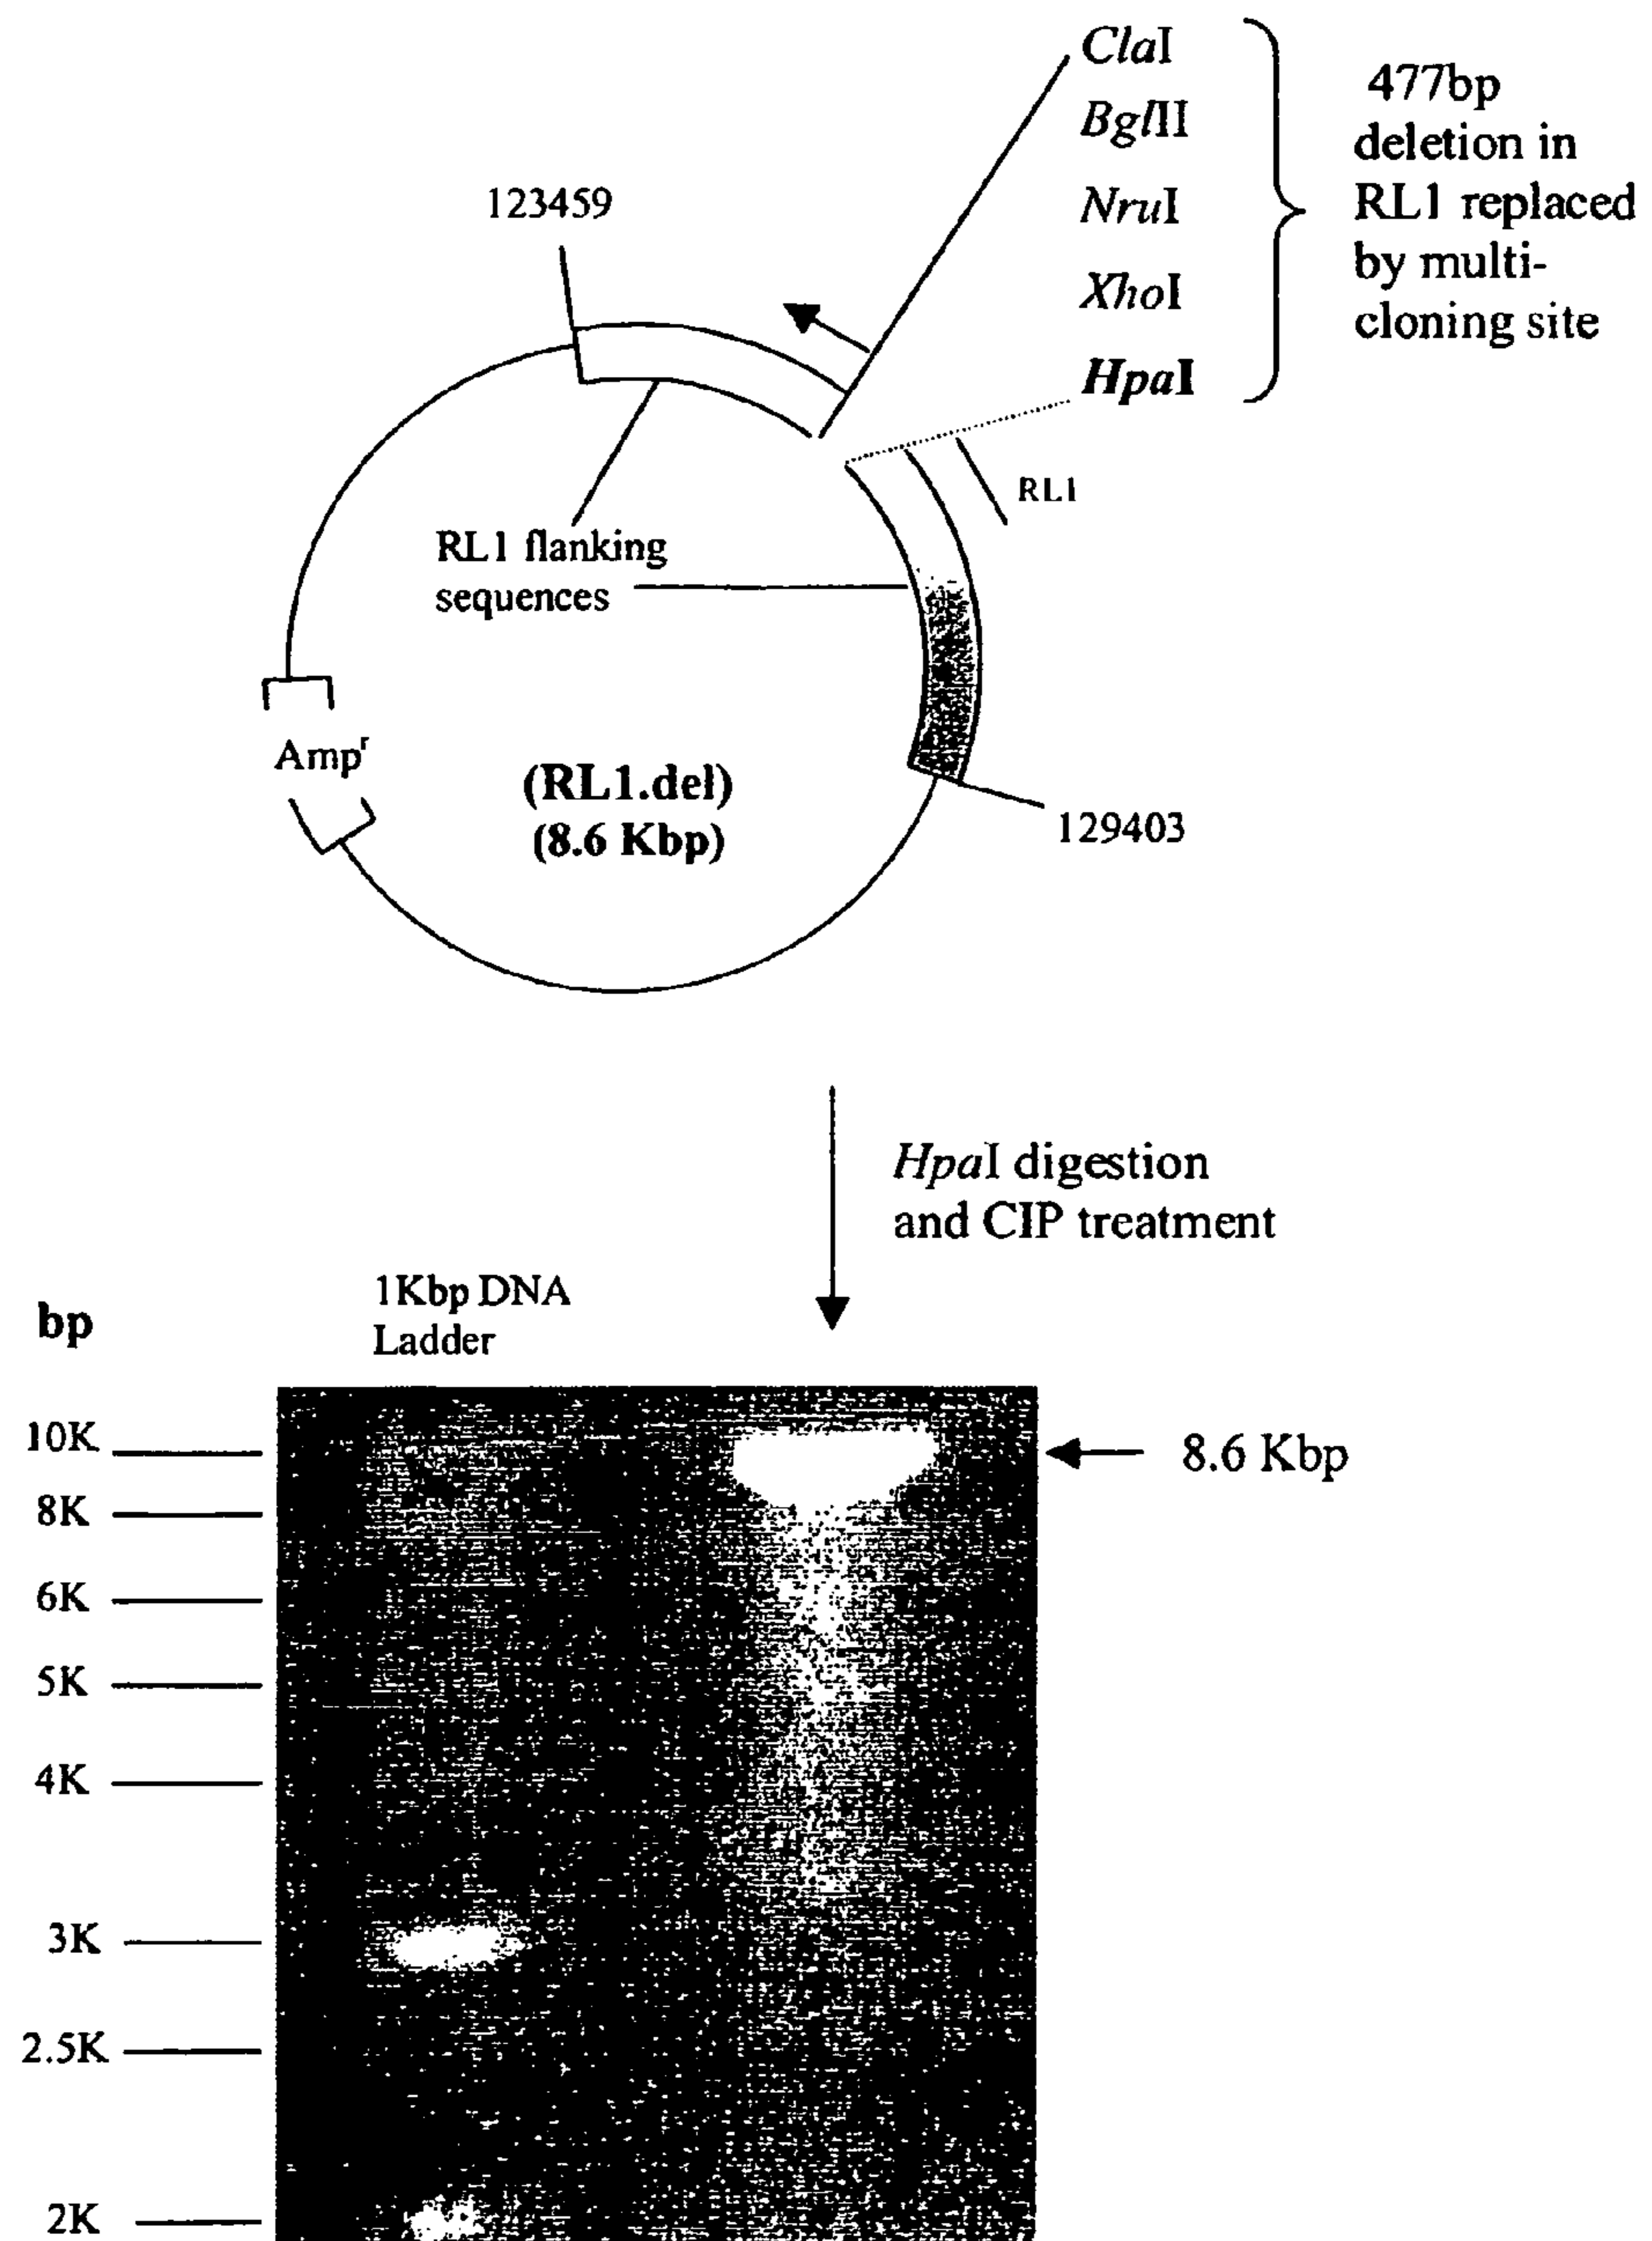 ClaI
BglII
NruI
XhoI
HpaI
477bp
deletion in
RL1 replaced
by multi-
cloning site
123459
RL1
RL1 flanking
sequences
Ampʳ
(RL1.del)
(8.6 Kbp)
129403
HpaI digestion
and CIP treatment
1Kbp DNA
Ladder
bp
10K
8.6 Kbp
8K
6K
5K
4K
3K
2.5K
2K